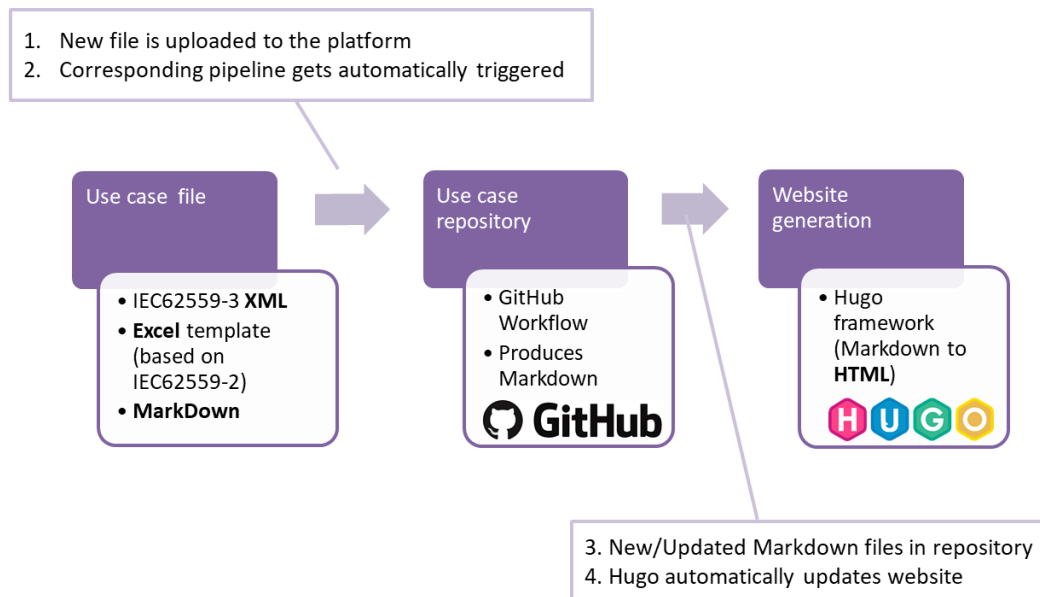 1. New file is uploaded to the platform
2. Corresponding pipeline gets automatically triggered
Use case file
• IEC62559-3 XML
• Excel template
(based on
IEC62559-2)
• MarkDown
Use case
repository
• GitHub
Workflow
• Produces
Markdown
GitHub
Website
generation
• Hugo
framework
(Markdown to
HTML)
HUGO
3. New/Updated Markdown files in repository
4. Hugo automatically updates website